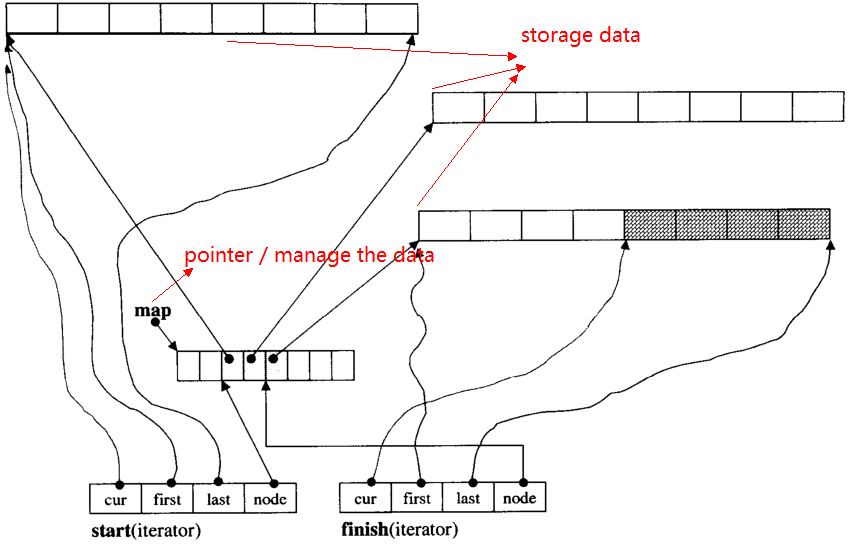 storage data
pointer / manage the data
map
cur first last node
start(iterator)
cur first last node
finish(iterator)